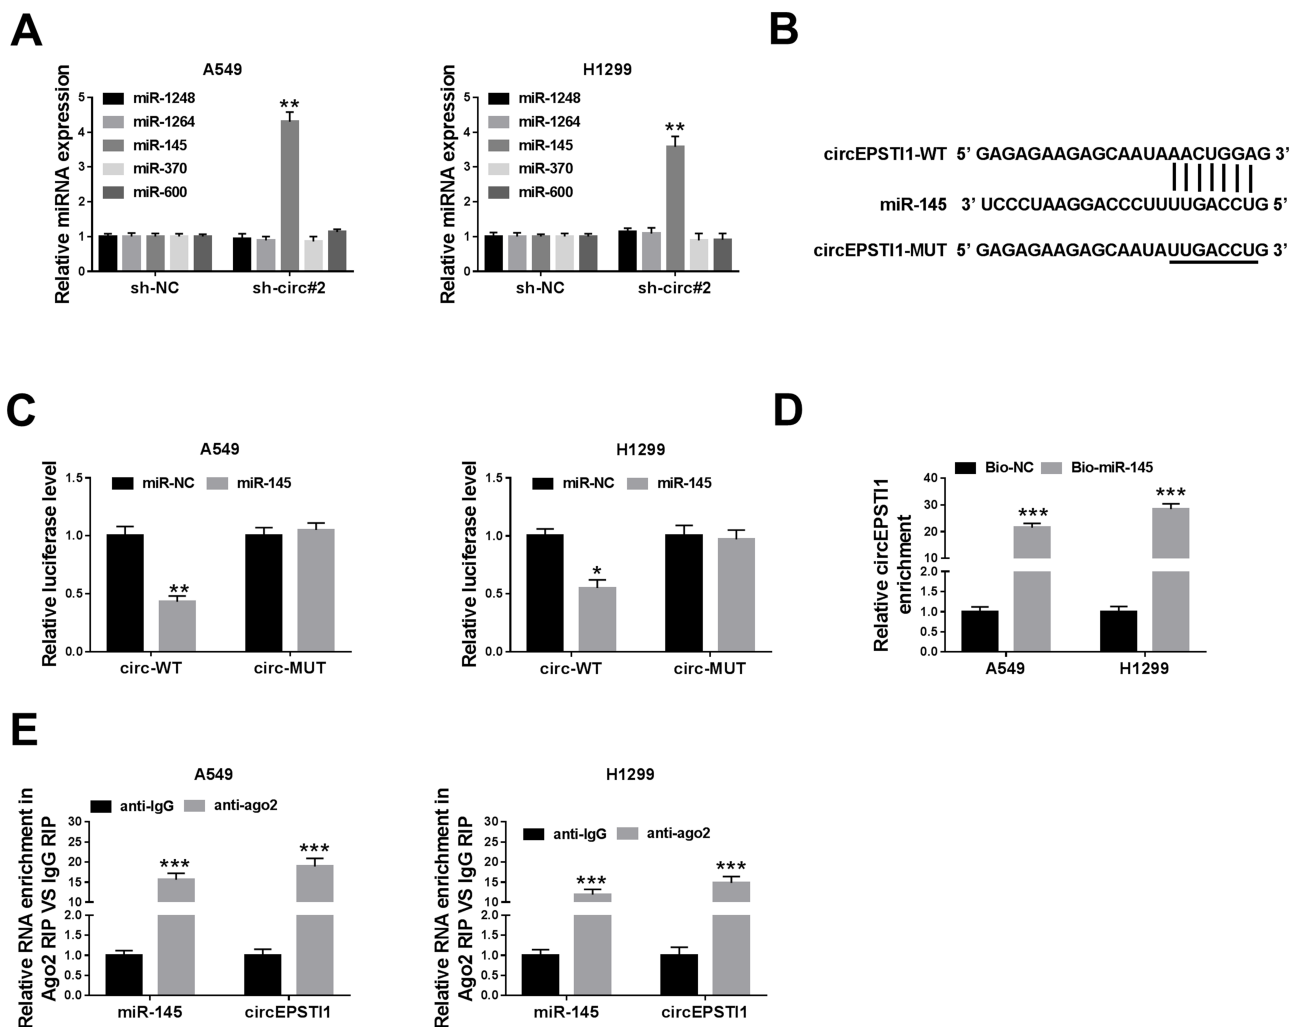 A
B
A549
H1299
Relative miRNA expression
5
4
3
2
1
0
miR-1248
miR-1264
miR-145
miR-370
miR-600
**
sh-NC
sh-circ#2
Relative miRNA expression
5
4
3
2
1
0
miR-1248
miR-1264
miR-145
miR-370
miR-600
**
sh-NC
sh-circ#2
circEPSTI1-WT 5’ GAGAGAAGAGCAAUAAACUGGAG 3’
miR-145 3’ UCCCUAAGGACCCUUUUGACCUG 5’
circEPSTI1-MUT 5’ GAGAGAAGAGCAAUAUUGACCUG 3’
C
D
A549
H1299
Relative luciferase level
1.5
1.0
0.5
0.0
miR-NC
miR-145
**
circ-WT
circ-MUT
Relative luciferase level
1.5
1.0
0.5
0.0
miR-NC
miR-145
*
circ-WT
circ-MUT
Relative circEPSTI1
enrichment
Bio-NC
Bio-miR-145
40
30
20
10
2.0
1.5
1.0
0.5
0.0
***
***
A549
H1299
E
A549
H1299
Relative RNA enrichment in
Ago2 RIP VS IgG RIP
anti-IgG
anti-ago2
30
25
20
15
10
2.0
1.5
1.0
0.5
0.0
***
***
miR-145
circEPSTI1
Relative RNA enrichment in
Ago2 RIP VS IgG RIP
anti-IgG
anti-ago2
30
25
20
15
10
2.0
1.5
1.0
0.5
0.0
***
***
miR-145
circEPSTI1